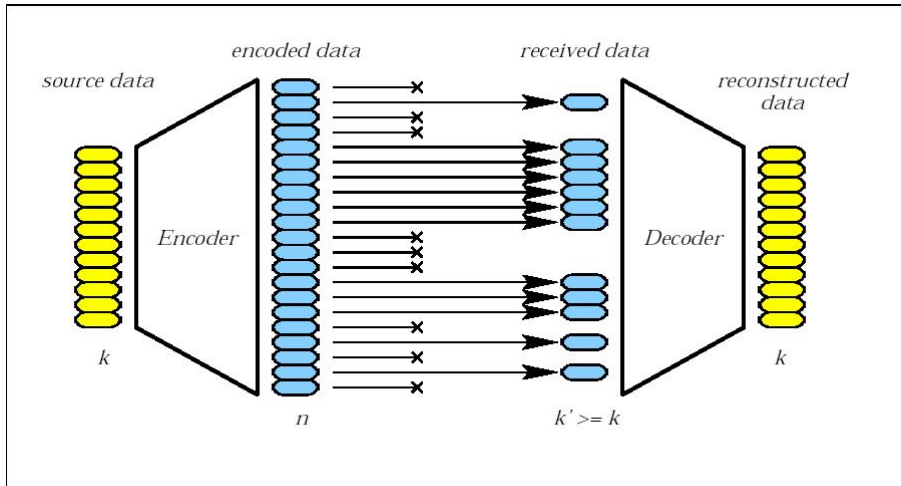 encoded data
received data
source data
reconstructed
data
Encoder
Decoder
k
k
n
k' >= k